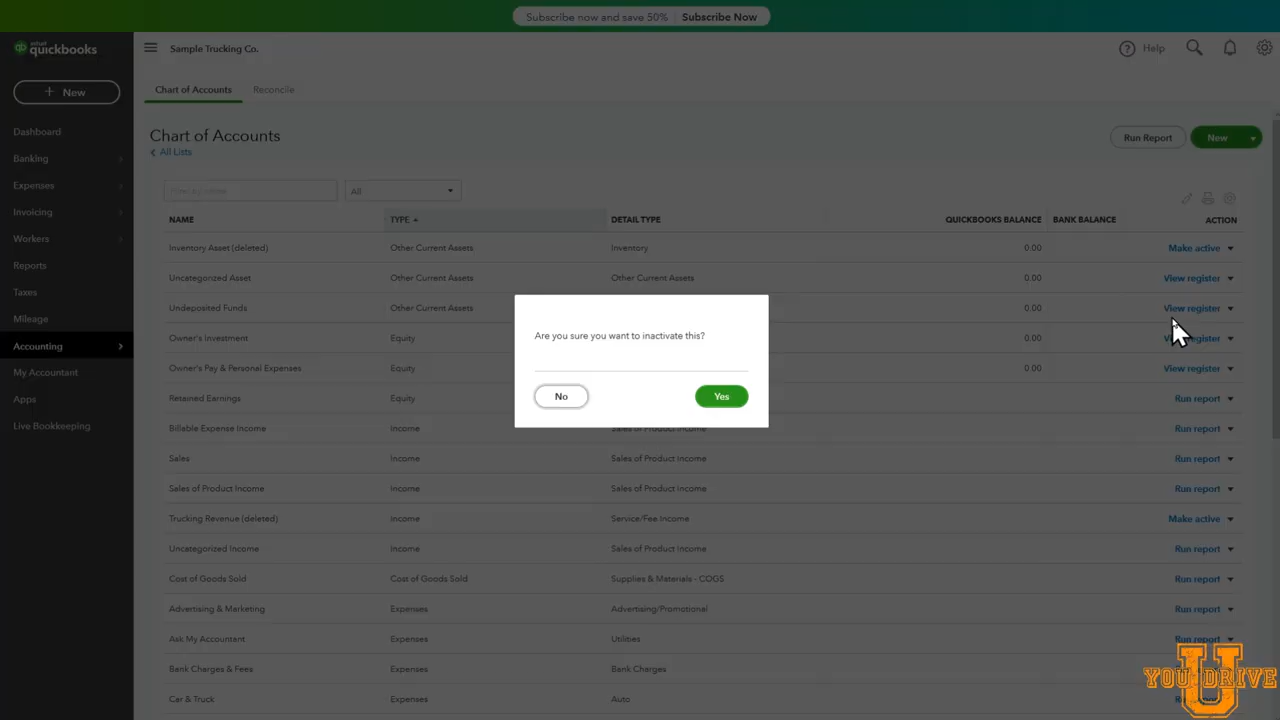 Subscribe now and save 50% Subscribe Now
intuit quickbooks
Sample Trucking Co.
Help
+ New
Chart of Accounts Reconcile
Dashboard
Banking
Expenses
Invoicing
Workers
Reports
Taxes
Mileage
Accounting
My Accountant
Apps
Live Bookkeeping
Chart of Accounts
All Lists
Run Report New
Filter by name All
NAME TYPE DETAIL TYPE QUICKBOOKS BALANCE BANK BALANCE ACTION
Inventory Asset (deleted) Other Current Assets Inventory 0.00 Make active
Uncategorized Asset Other Current Assets Other Current Assets 0.00 View register
Undeposited Funds Other Current Assets 0.00 View register
Owner's Investment Equity 0.00 register
Owner's Pay & Personal Expenses Equity 0.00 View register
Retained Earnings Equity Run report
Billable Expense Income Income Sales of Product Income Run report
Sales Income Sales of Product Income Run report
Sales of Product Income Income Sales of Product Income Run report
Trucking Revenue (deleted) Income Service/Fee Income Make active
Uncategorized Income Income Sales of Product Income Run report
Cost of Goods Sold Cost of Goods Sold Supplies & Materials - COGS Run report
Advertising & Marketing Expenses Advertising/Promotional Run report
Ask My Accountant Expenses Utilities Run report
Bank Charges & Fees Expenses Bank Charges
Car & Truck Expenses Auto
Are you sure you want to inactivate this?
No Yes
U
YOU DRIVE